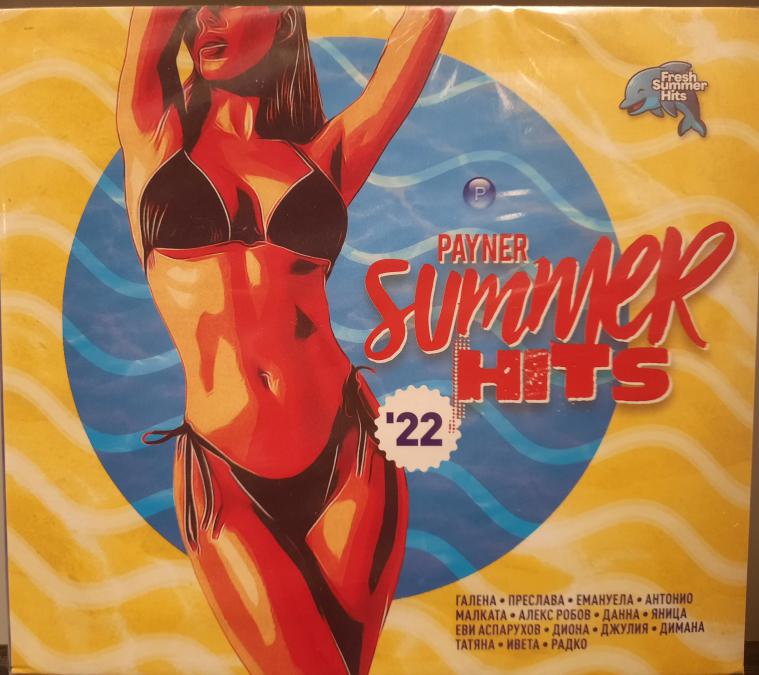 Fresh
Summer
Hits
P
PAYNER
SUMMER
HITS
'22
ГАЛЕНА • ПРЕСЛАВА • ЕМАНУЕЛА • АНТОНИО
МАЛКАТА • АЛЕКС РОБОВ • ДАННА • ЯНИЦА
ЕВИ АСПАРУХОВ • ДИОНА • ДЖУЛИЯ • ДИМАНА
ТАТЯНА • ИВЕТА • РАДКО